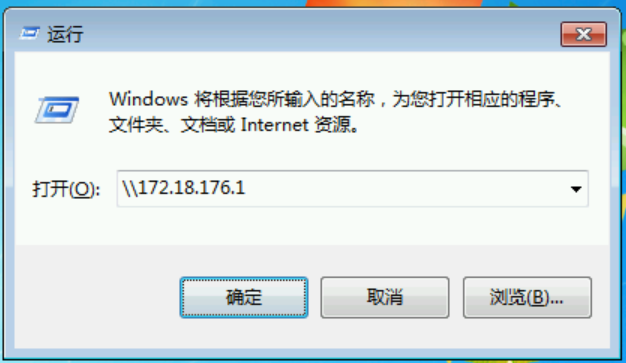 运行
Windows 将根据您所输入的名称，为您打开相应的程序、
文件夹、文档或 Internet 资源。
打开(O): \\172.18.176.1
确定 取消 浏览(B)...